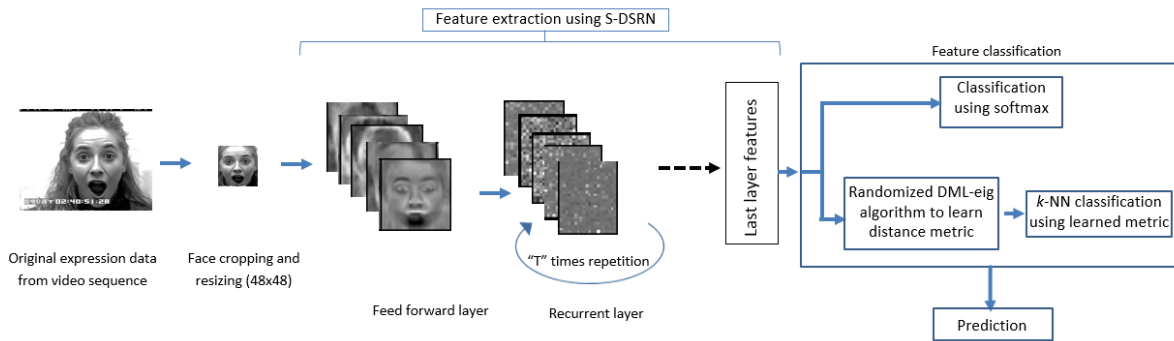 Feature extraction using S-DSRN
Feature classification
Classification
using softmax
Last layer features
Randomized DML-eig
algorithm to learn
distance metric
k-NN classification
using learned metric
"T" times repetition
Original expression data
from video sequence
Face cropping and
resizing (48x48)
Feed forward layer
Recurrent layer
Prediction